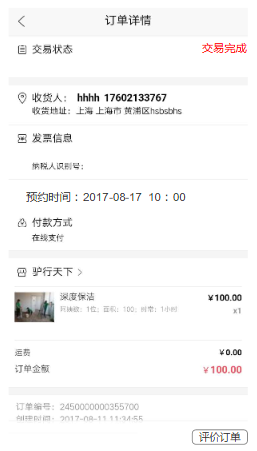 订单详情
交易状态 交易完成
收货人： hhhh 17602133767
收货地址：上海 上海市 黄浦区hsbsbhs
发票信息
纳税人识别号：
预约时间：2017-08-17 10：00
付款方式
在线支付
驴行天下
深度保洁 ￥100.00
1位；面积：100；时常：1小时 x1
运费 ￥0.00
订单金额 ￥100.00
订单编号：2450000000355700
创建时间：2017-08-11 11:34:55
评价订单